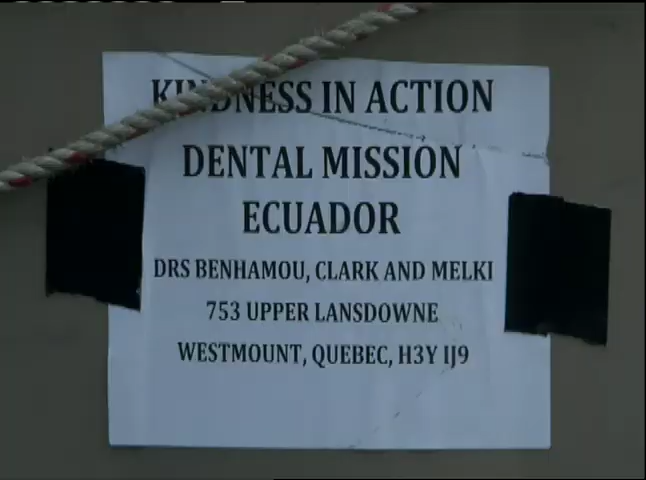 KINDNESS IN ACTION
DENTAL MISSION
ECUADOR
DRS BENHAMOU, CLARK AND MELKI
753 UPPER LANSDOWNE
WESTMOUNT, QUEBEC, H3Y IJ9